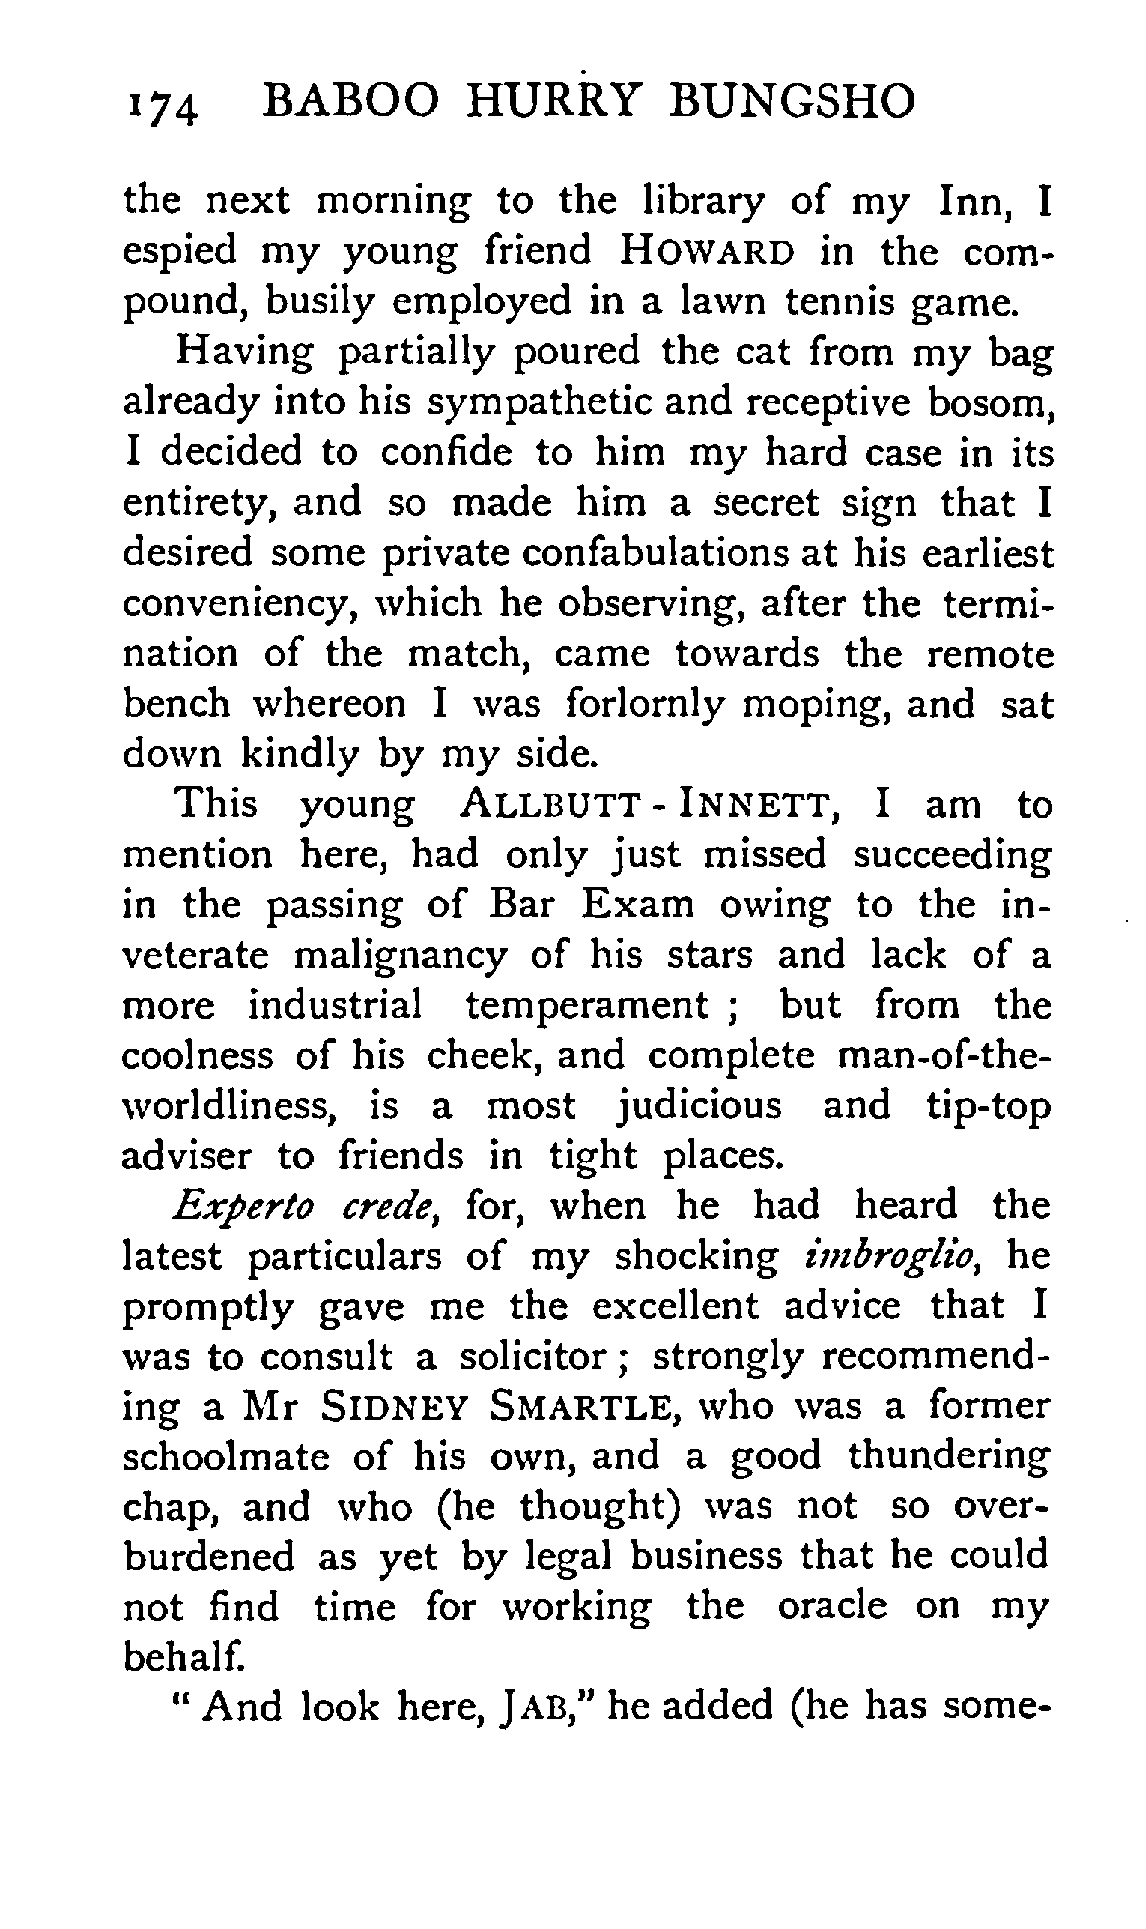 174 BABOO HURRY BUNGSHO
the next morning to the library of my Inn, I
espied my young friend HOWARD in the com-
pound, busily employed in a lawn tennis game.
Having partially poured the cat from my bag
already into his sympathetic and receptive bosom,
I decided to confide to him my hard case in its
entirety, and so made him a secret sign that I
desired some private confabulations at his earliest
conveniency, which he observing, after the termi-
nation of the match, came towards the remote
bench whereon I was forlornly moping, and sat
down kindly by my side.
This young ALLBUTT-INNETT, I am to
mention here, had only just missed succeeding
in the passing of Bar Exam owing to the in-
veterate malignancy of his stars and lack of a
more industrial temperament ; but from the
coolness of his cheek, and complete man-of-the-
worldliness, is a most judicious and tip-top
adviser to friends in tight places.
Experto crede, for, when he had heard the
latest particulars of my shocking imbroglio, he
promptly gave me the excellent advice that I
was to consult a solicitor ; strongly recommend-
ing a Mr SIDNEY SMARTLE, who was a former
schoolmate of his own, and a good thundering
chap, and who (he thought) was not so over-
burdened as yet by legal business that he could
not find time for working the oracle on my
behalf.
"And look here, JAB," he added (he has some-